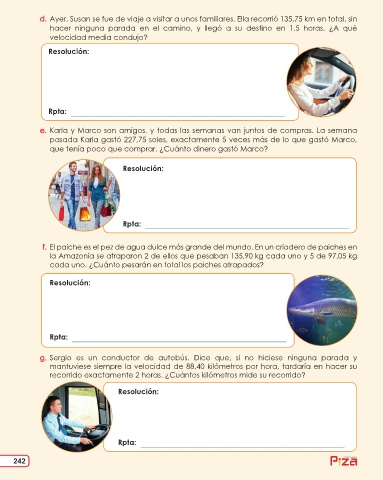 d. Ayer, Susan se fue de viaje a visitar a unos familiares. Ella recorrió 135,75 km en total, sin
hacer ninguna parada en el camino, y llegó a su destino en 1,5 horas. ¿A qué
velocidad media condujo?
Resolución:
Rpta:
e. Karla y Marco son amigos, y todas las semanas van juntos de compras. La semana
pasada Karla gastó 227,75 soles, exactamente 5 veces más de lo que gastó Marco,
que tenía poco que comprar. ¿Cuánto dinero gastó Marco?
Resolución:
Rpta:
f. El paiche es el pez de agua dulce más grande del mundo. En un criadero de paiches en
la Amazonía se atraparon 2 de ellos que pesaban 135,90 kg cada uno y 5 de 97,05 kg
cada uno. ¿Cuánto pesarán en total los paiches atrapados?
Resolución:
Rpta:
g. Sergio es un conductor de autobús. Dice que, si no hiciese ninguna parada y
mantuviese siempre la velocidad de 88,40 kilómetros por hora, tardaría en hacer su
recorrido exactamente 2 horas. ¿Cuántos kilómetros mide su recorrido?
Resolución:
Rpta:
242